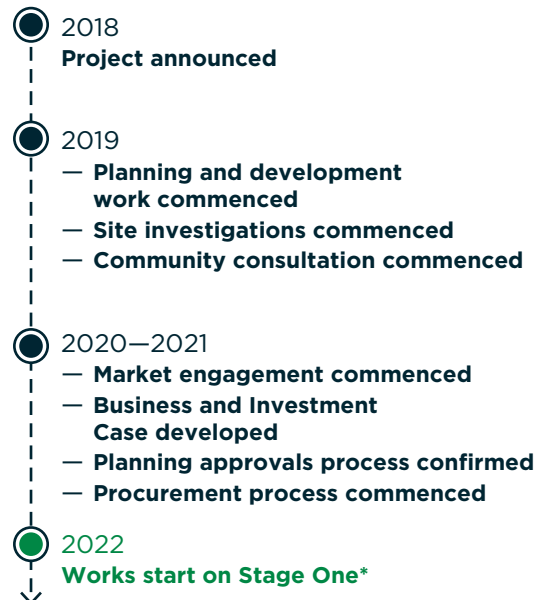 2018
Project announced
2019
— Planning and development
work commenced
— Site investigations commenced
— Community consultation commenced
2020—2021
— Market engagement commenced
— Business and Investment
Case developed
— Planning approvals process confirmed
— Procurement process commenced
2022
Works start on Stage One*